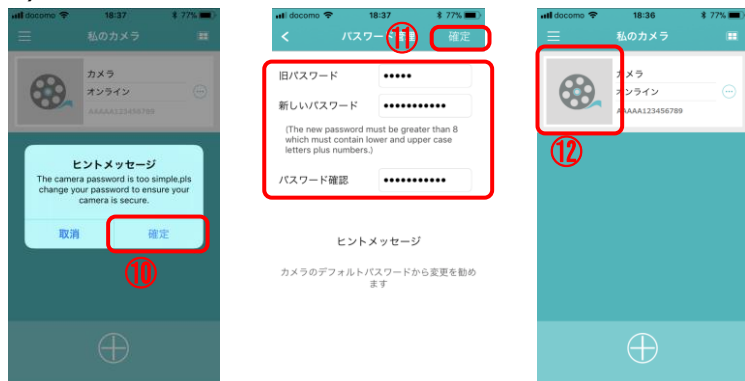 docomo 18:37 77%
私のカメラ
カメラ
オンライン
AAAAA123456789
ヒントメッセージ
The camera password is too simple,pls
change your password to ensure your
camera is secure.
取消 確定
⑩
docomo 18:37 77%
パスワード管理 確定
⑪
旧パスワード •••••
新しいパスワード •••••••••••
(The new password must be greater than 8
which must contain lower and upper case
letters plus numbers.)
パスワード確認 •••••••••••
ヒントメッセージ
カメラのデフォルトパスワードから変更を勧め
ます
docomo 18:36 77%
私のカメラ
カメラ
オンライン
AAAAA123456789
⑫